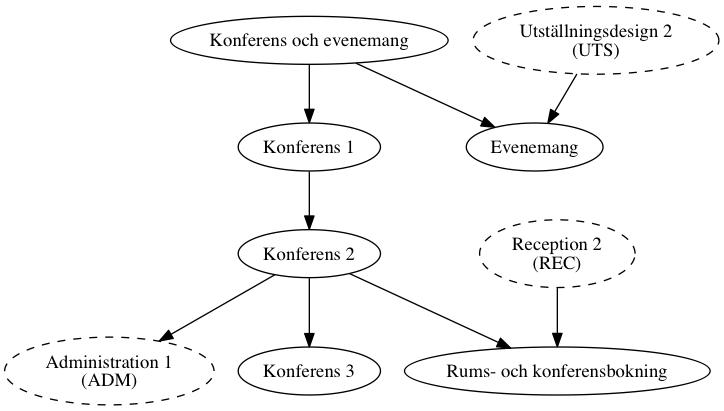 Konferens och evenemang
Utställningsdesign 2
(UTS)
Konferens 1
Evenemang
Konferens 2
Reception 2
(REC)
Administration 1
(ADM)
Konferens 3
Rums- och konferensbokning